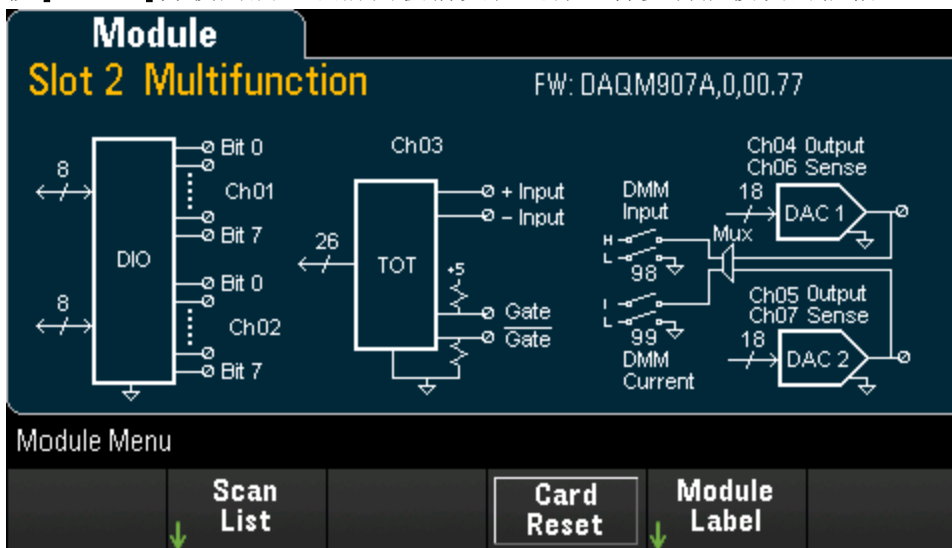 Module
Slot 2 Multifunction
FW: DAQM907A,0,00.77
8
Bit 0
Ch01
Bit 7
DIO
8
Bit 0
Ch02
Bit 7
Ch03
26
TOT
+ Input
- Input
+5
Gate
Gate
DMM
Input
H
L
98
I
L
99
DMM
Current
Mux
Ch04 Output
Ch06 Sense
18
DAC 1
Ch05 Output
Ch07 Sense
18
DAC 2
Module Menu
Scan
List
Card
Reset
Module
Label